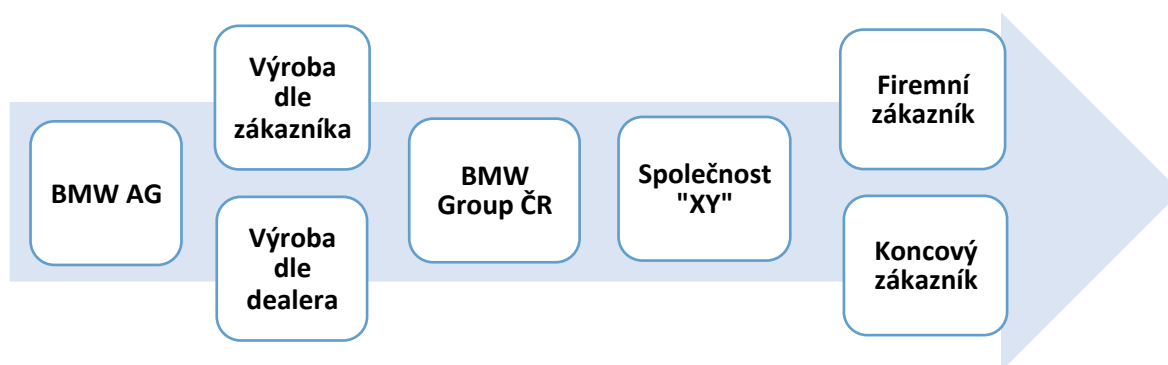 BMW AG
Výroba
dle
zákazníka
Výroba
dle
dealera
BMW
Group ČR
Společnost
"XY"
Firemní
zákazník
Koncový
zákazník